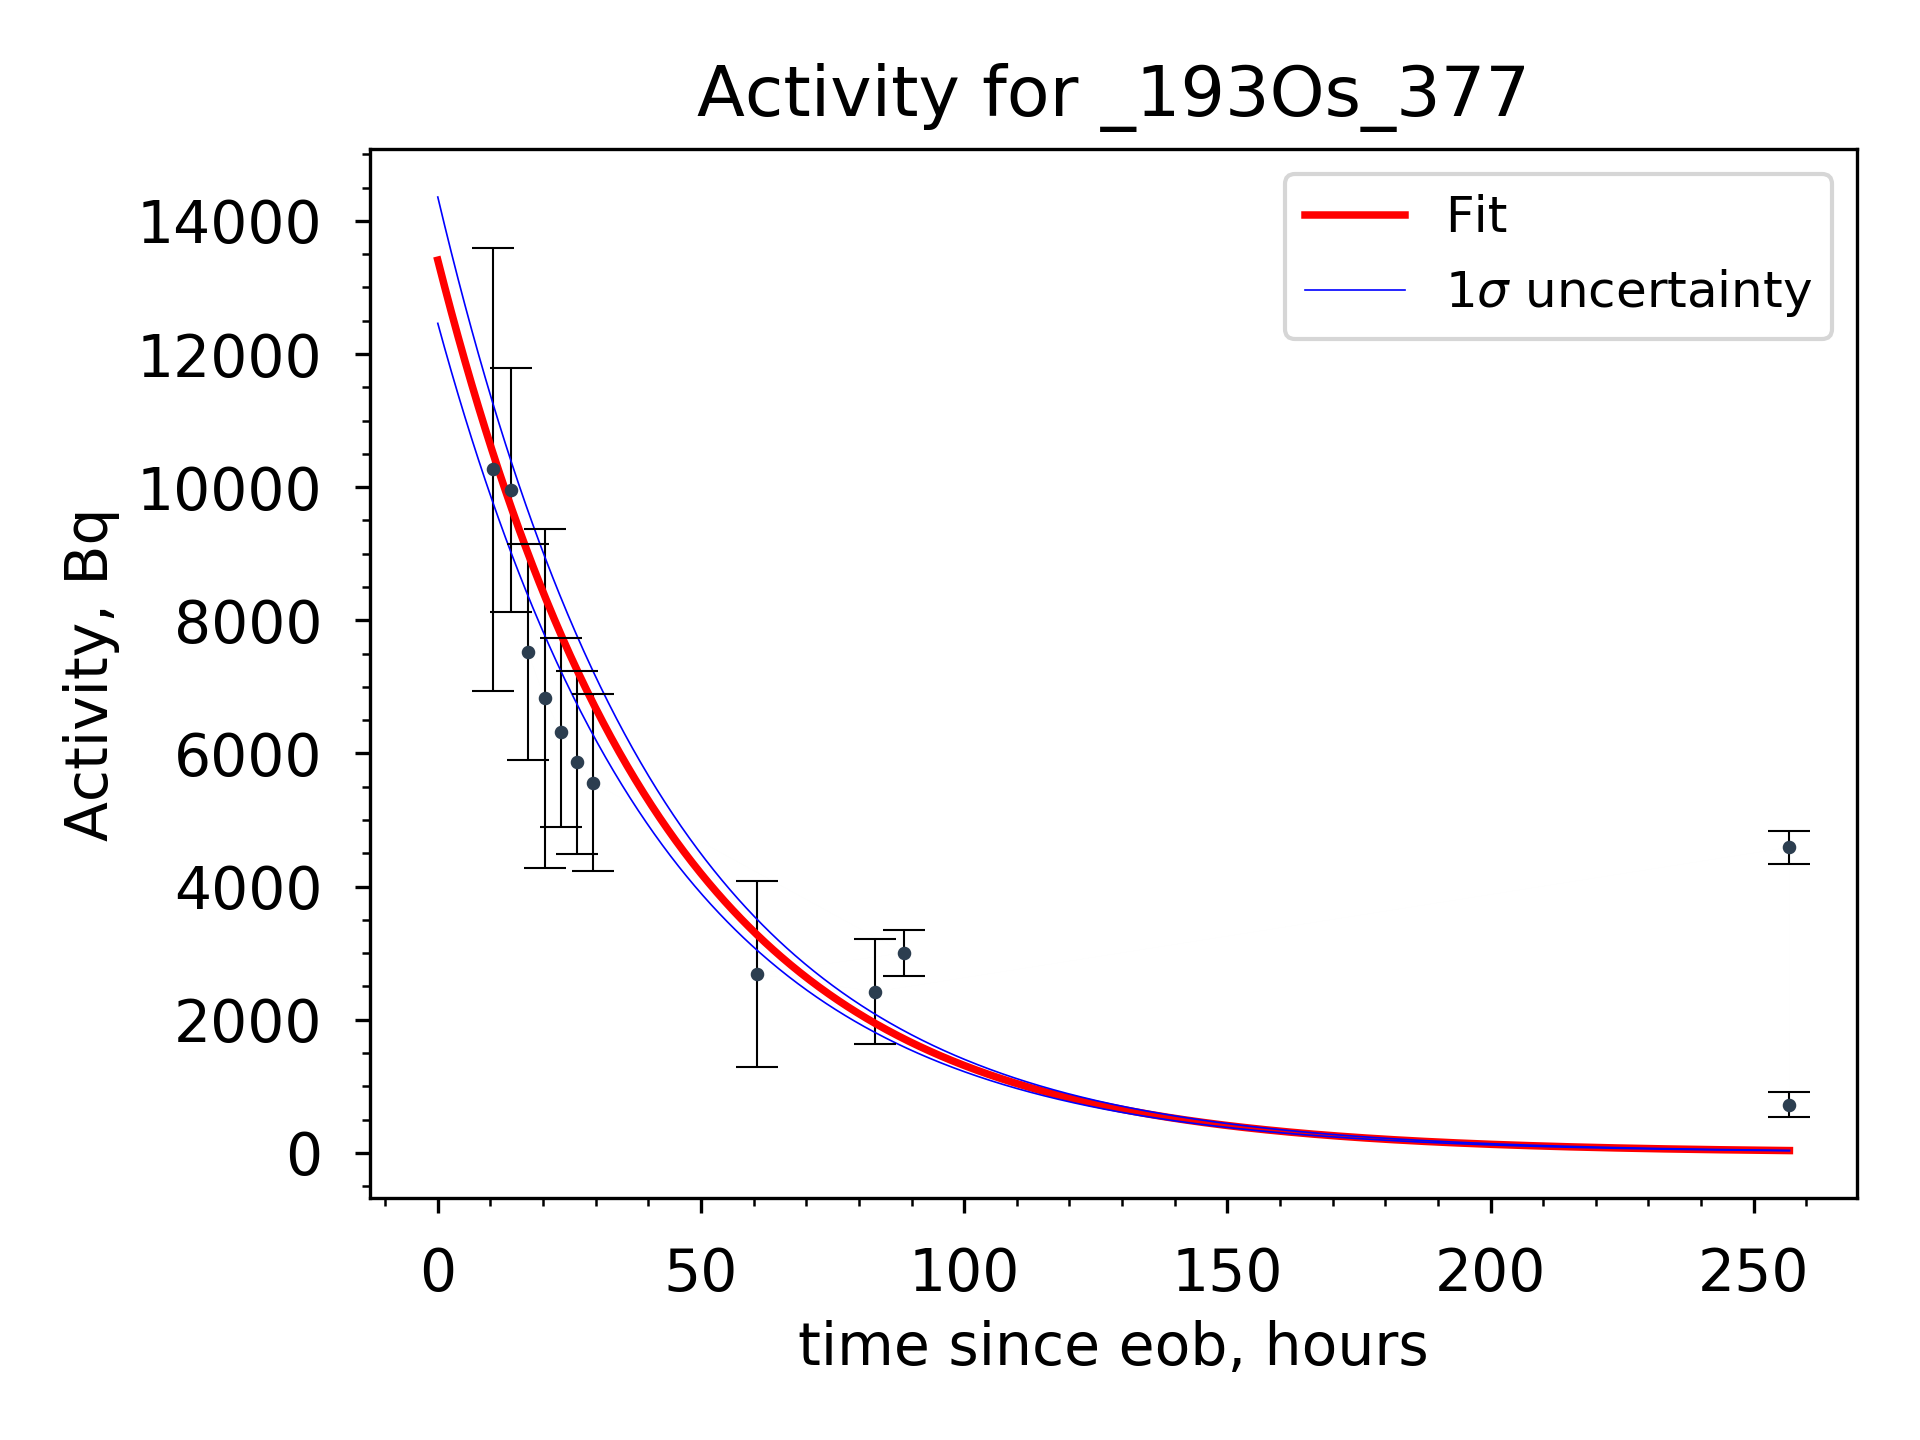 Activity for _193Os_377
Fit
1σ uncertainty
14000
12000
10000
8000
6000
4000
2000
0
Activity, Bq
0 50 100 150 200 250
time since eob, hours